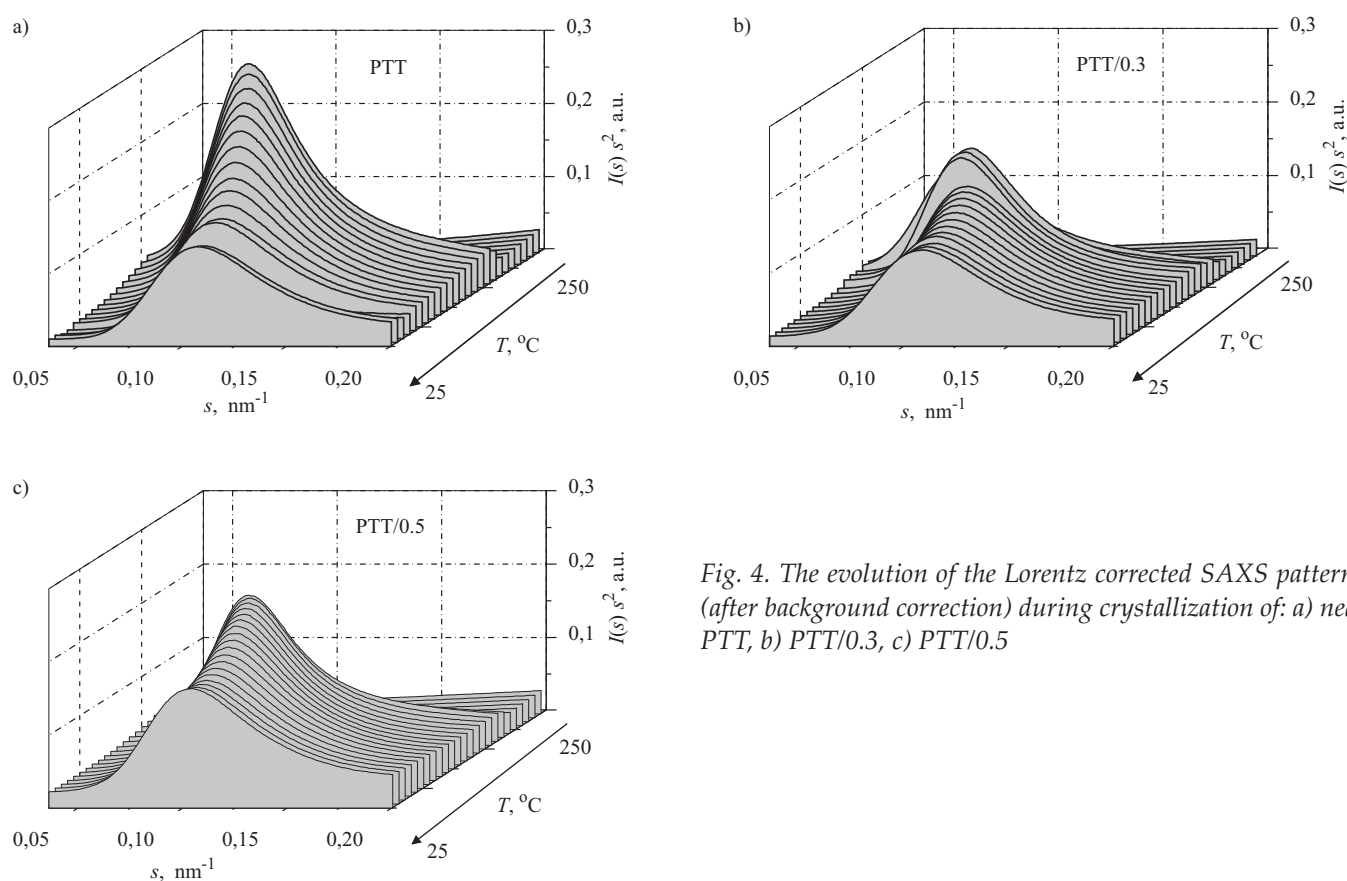 a)
PTT
0,3
0,2
0,1
I(s) s², a.u.
250
T, °C
25
0,05 0,10 0,15 0,20
s, nm⁻¹
b)
PTT/0.3
0,3
0,2
0,1
I(s) s², a.u.
250
T, °C
25
0,05 0,10 0,15 0,20
s, nm⁻¹
c)
PTT/0.5
0,3
0,2
0,1
I(s) s², a.u.
250
T, °C
25
0,05 0,10 0,15 0,20
s, nm⁻¹
Fig. 4. The evolution of the Lorentz corrected SAXS pattern
(after background correction) during crystallization of: a)
PTT, b) PTT/0.3, c) PTT/0.5